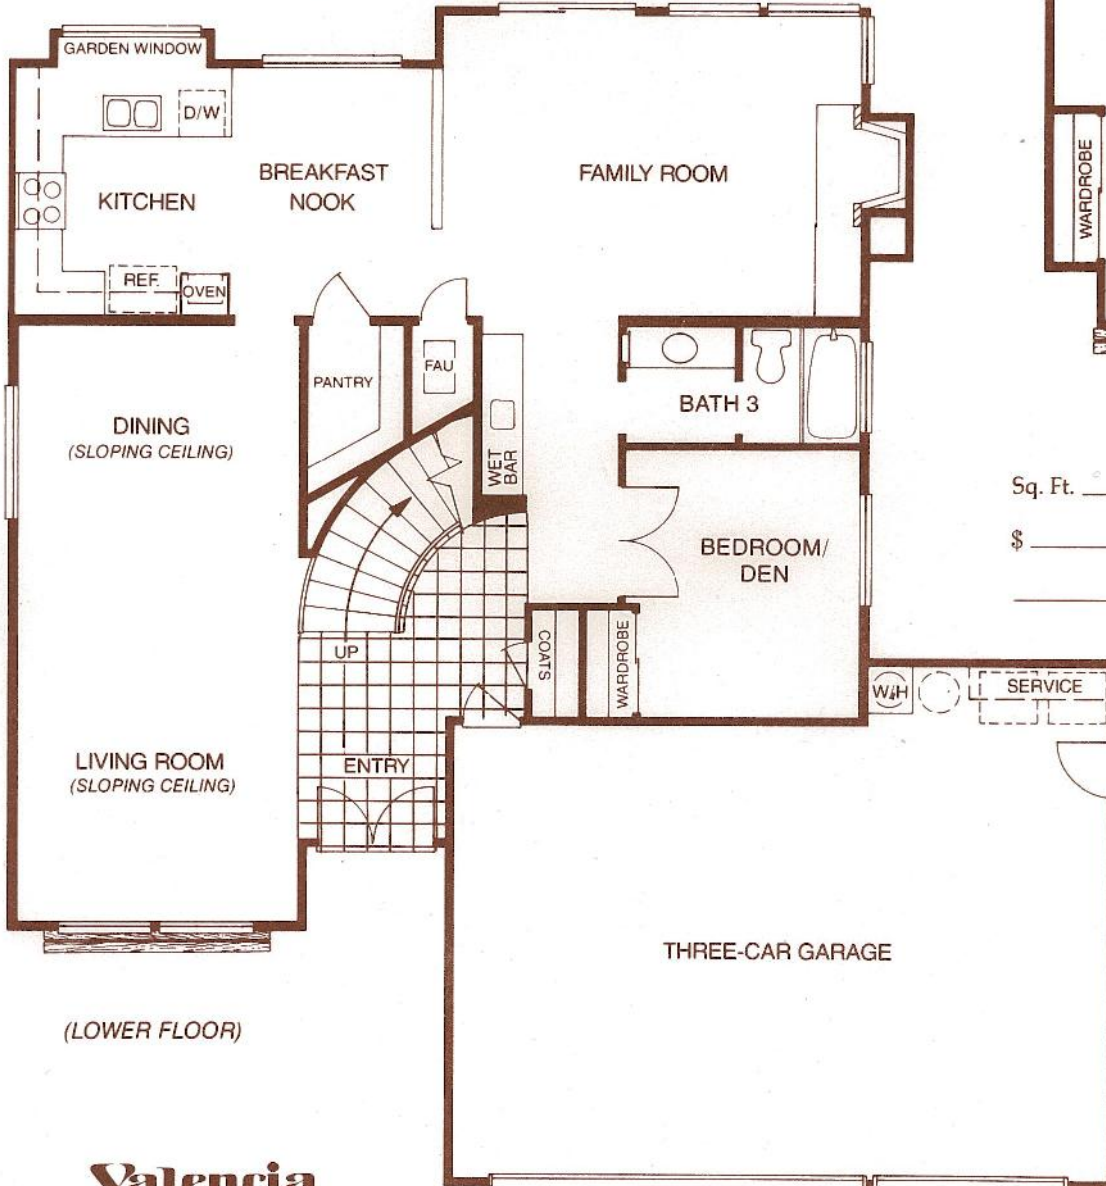 GARDEN WINDOW
D/W
KITCHEN
BREAKFAST
NOOK
FAMILY ROOM
WARDROBE
REF.
OVEN
PANTRY
FAU
DINING
(SLOPING CEILING)
WET
BAR
BATH 3
Sq. Ft.
$
BEDROOM/
DEN
UP
COATS
WARDROBE
W/H
SERVICE
LIVING ROOM
(SLOPING CEILING)
ENTRY
THREE-CAR GARAGE
(LOWER FLOOR)
Valencia